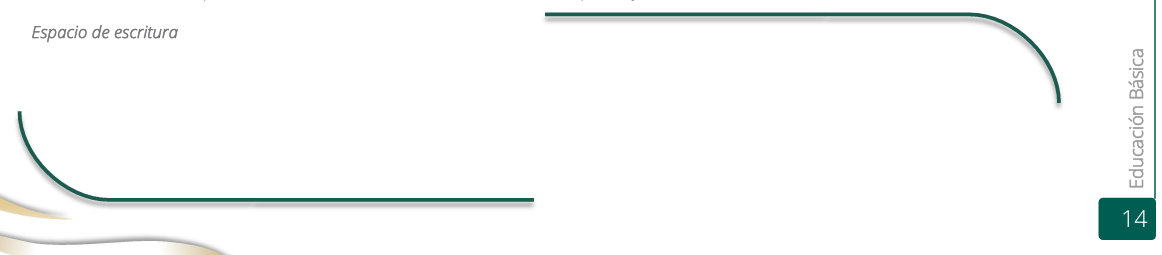 Espacio de escritura
Educación Básica
14